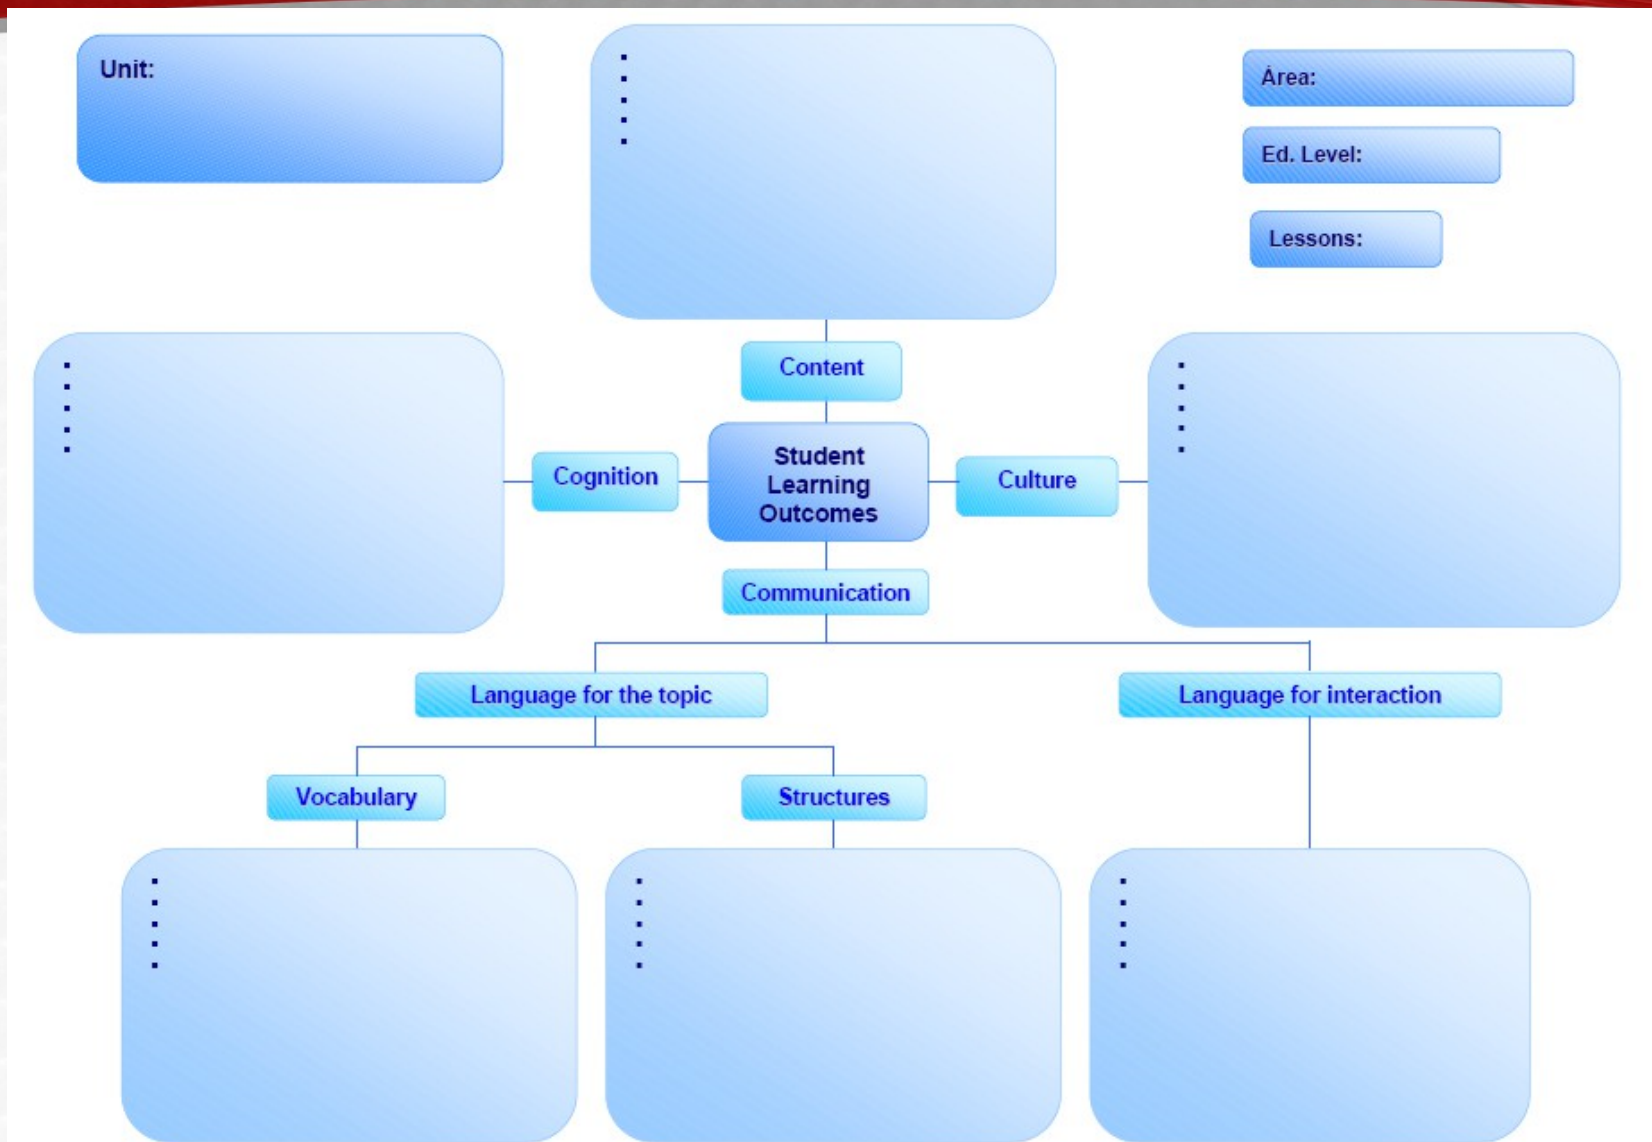 Unit:
Área:
Ed. Level:
Lessons:
Content
Cognition
Student
Learning
Outcomes
Culture
Communication
Language for the topic
Language for interaction
Vocabulary
Structures